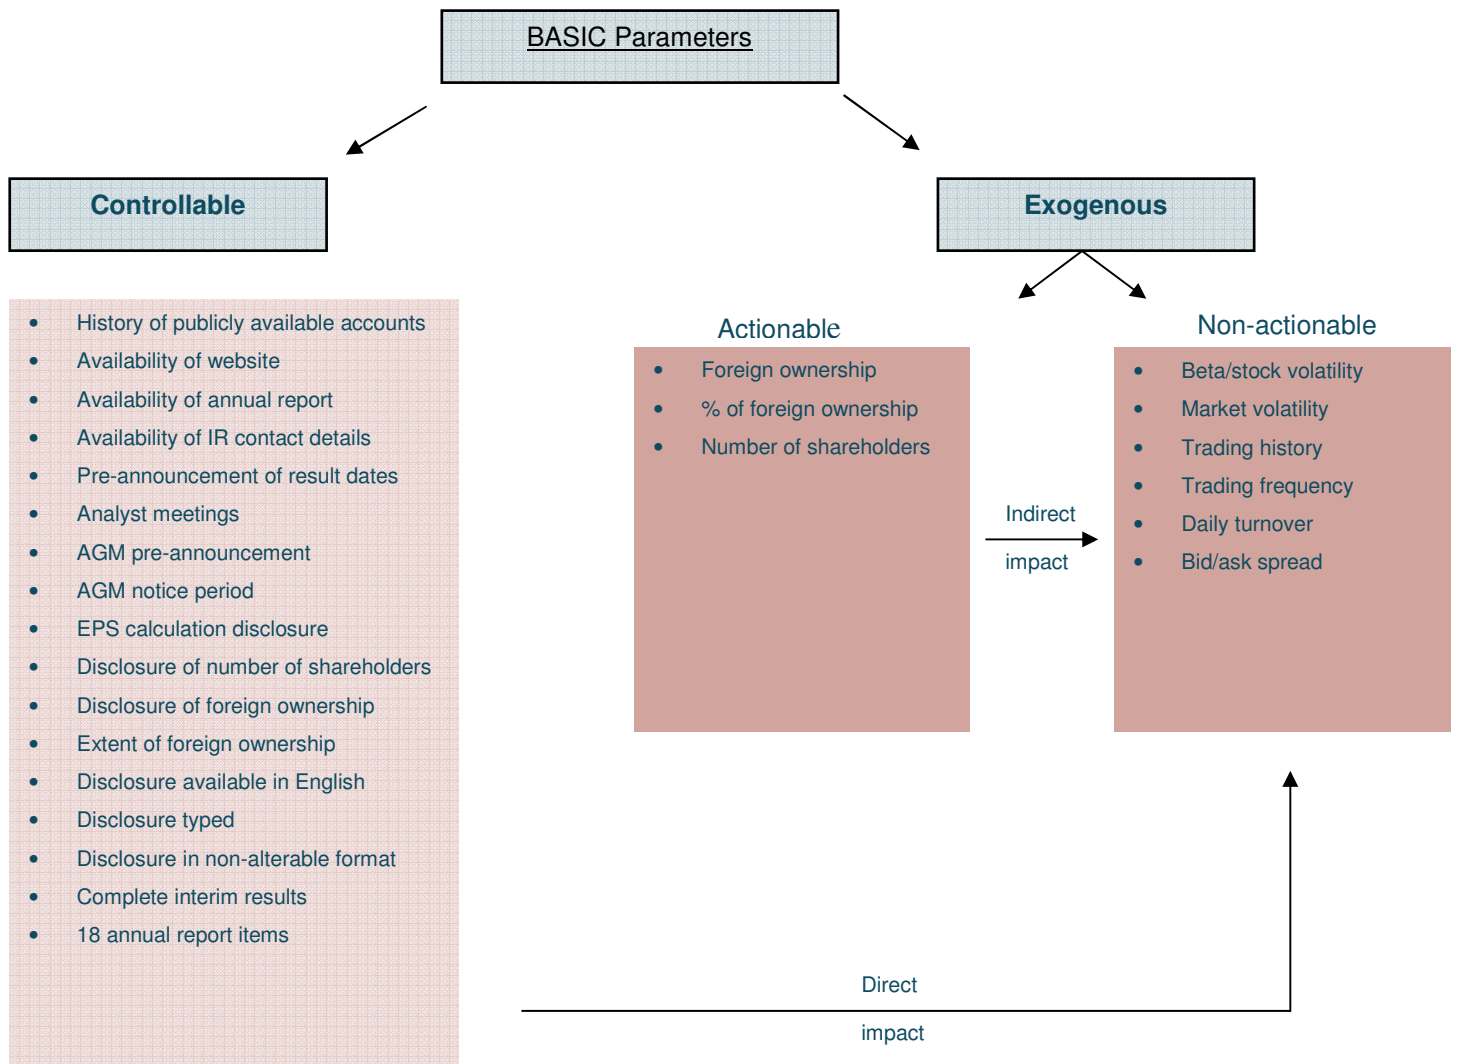 BASIC Parameters
Controllable
Exogenous
• History of publicly available accounts
• Availability of website
• Availability of annual report
• Availability of IR contact details
• Pre-announcement of result dates
• Analyst meetings
• AGM pre-announcement
• AGM notice period
• EPS calculation disclosure
• Disclosure of number of shareholders
• Disclosure of foreign ownership
• Extent of foreign ownership
• Disclosure available in English
• Disclosure typed
• Disclosure in non-alterable format
• Complete interim results
• 18 annual report items
Actionable
• Foreign ownership
• % of foreign ownership
• Number of shareholders
Indirect
impact
Non-actionable
• Beta/stock volatility
• Market volatility
• Trading history
• Trading frequency
• Daily turnover
• Bid/ask spread
Direct
impact